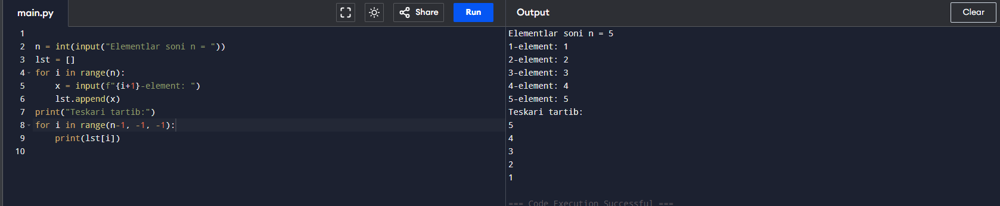 main.py
Share
Run
Output
Clear
1
2 n = int(input("Elementlar soni n = "))
3 lst = []
4 for i in range(n):
5     x = input(f"{i+1}-element: ")
6     lst.append(x)
7 print("Teskari tartib:")
8 for i in range(n-1, -1, -1):
9     print(lst[i])
10
Elementlar soni n = 5
1-element: 1
2-element: 2
3-element: 3
4-element: 4
5-element: 5
Teskari tartib:
5
4
3
2
1
=== Code Execution Successful ===